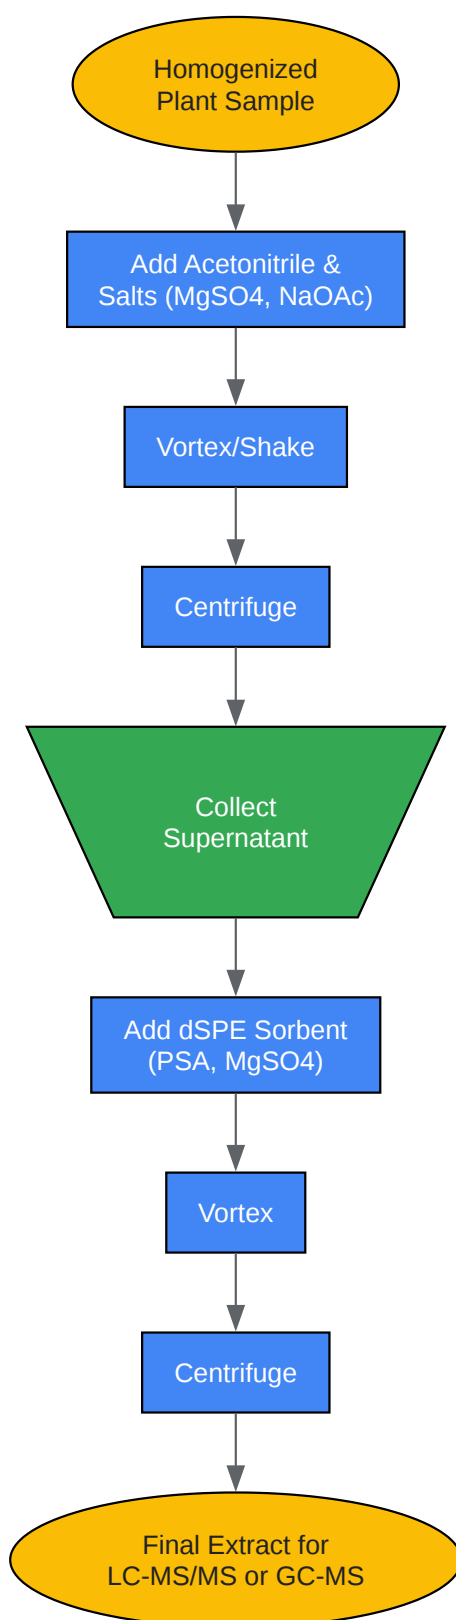 Homogenized
Plant Sample
Add Acetonitrile &
Salts (MgSO4, NaOAc)
Vortex/Shake
Centrifuge
Collect
Supernatant
Add dSPE Sorbent
(PSA, MgSO4)
Vortex
Centrifuge
Final Extract for
LC-MS/MS or GC-MS